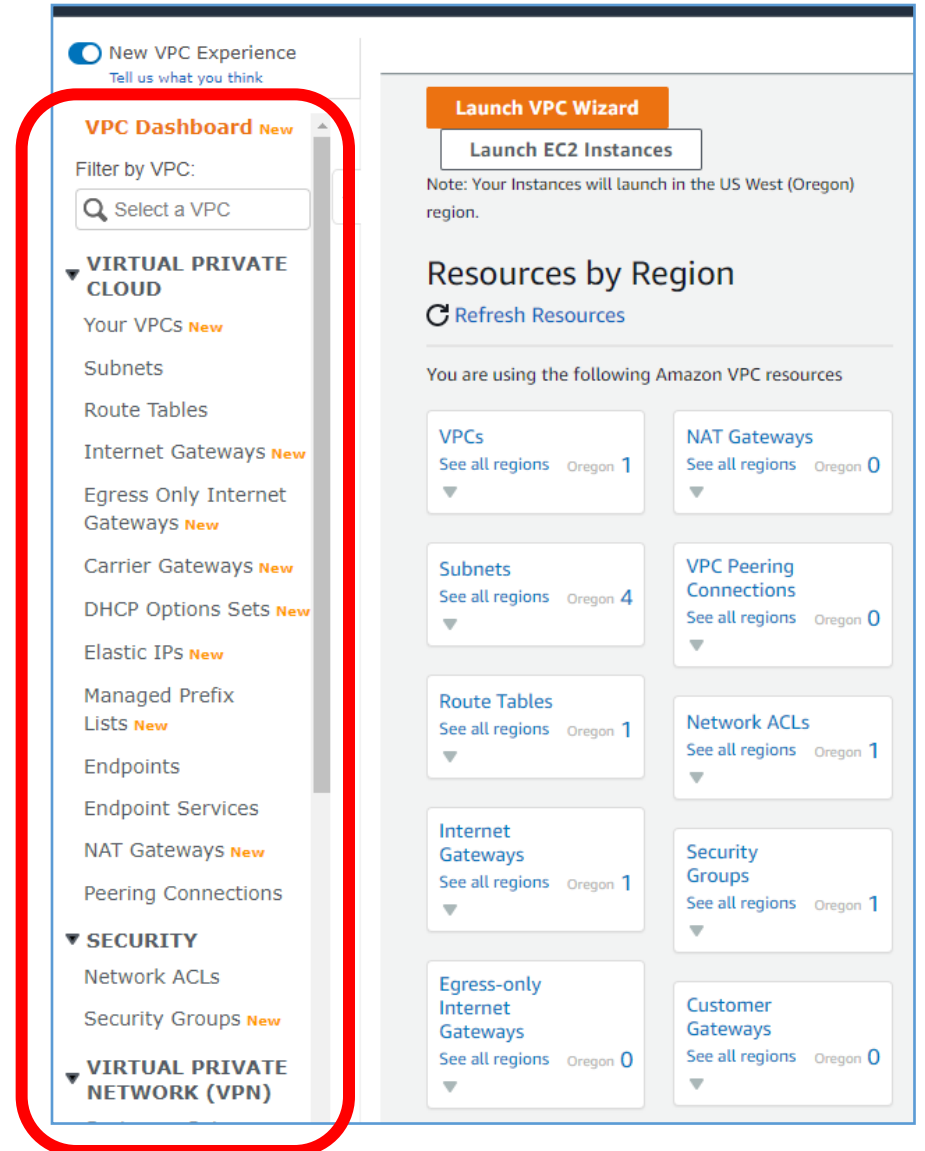 New VPC Experience
Tell us what you think
VPC Dashboard New
Filter by VPC:
Select a VPC
VIRTUAL PRIVATE
CLOUD
Your VPCs New
Subnets
Route Tables
Internet Gateways New
Egress Only Internet
Gateways New
Carrier Gateways New
DHCP Options Sets New
Elastic IPs New
Managed Prefix
Lists New
Endpoints
Endpoint Services
NAT Gateways New
Peering Connections
SECURITY
Network ACLs
Security Groups New
VIRTUAL PRIVATE
NETWORK (VPN)
Launch VPC Wizard
Launch EC2 Instances
Note: Your Instances will launch in the US West (Oregon)
region.
Resources by Region
Refresh Resources
You are using the following Amazon VPC resources
VPCs
See all regions Oregon 1
NAT Gateways
See all regions Oregon 0
Subnets
See all regions Oregon 4
VPC Peering
Connections
See all regions Oregon 0
Route Tables
See all regions Oregon 1
Network ACLs
See all regions Oregon 1
Internet
Gateways
See all regions Oregon 1
Security
Groups
See all regions Oregon 1
Egress-only
Internet
Gateways
See all regions Oregon 0
Customer
Gateways
See all regions Oregon 0